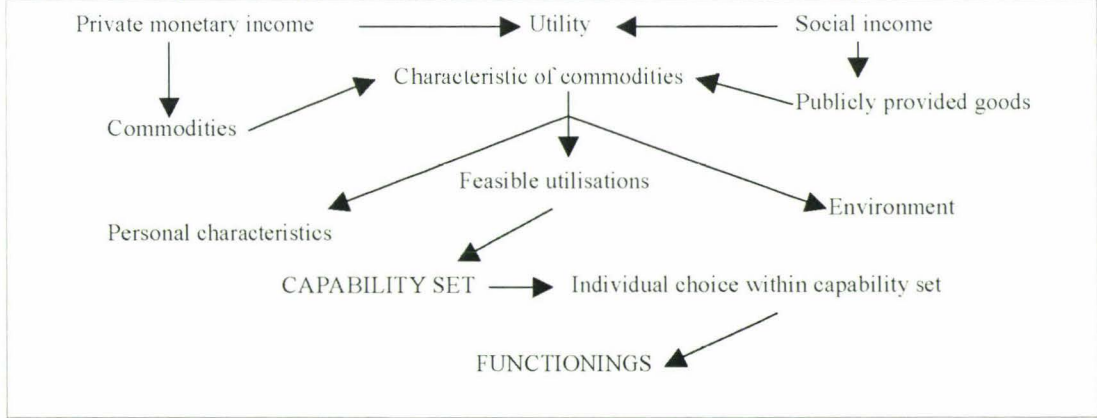 Private monetary income Utility Social income
Characteristic of commodities
Publicly provided goods
Commodities
Feasible utilisations
Environment
Personal characteristics
CAPABILITY SET Individual choice within capability set
FUNCTIONINGS